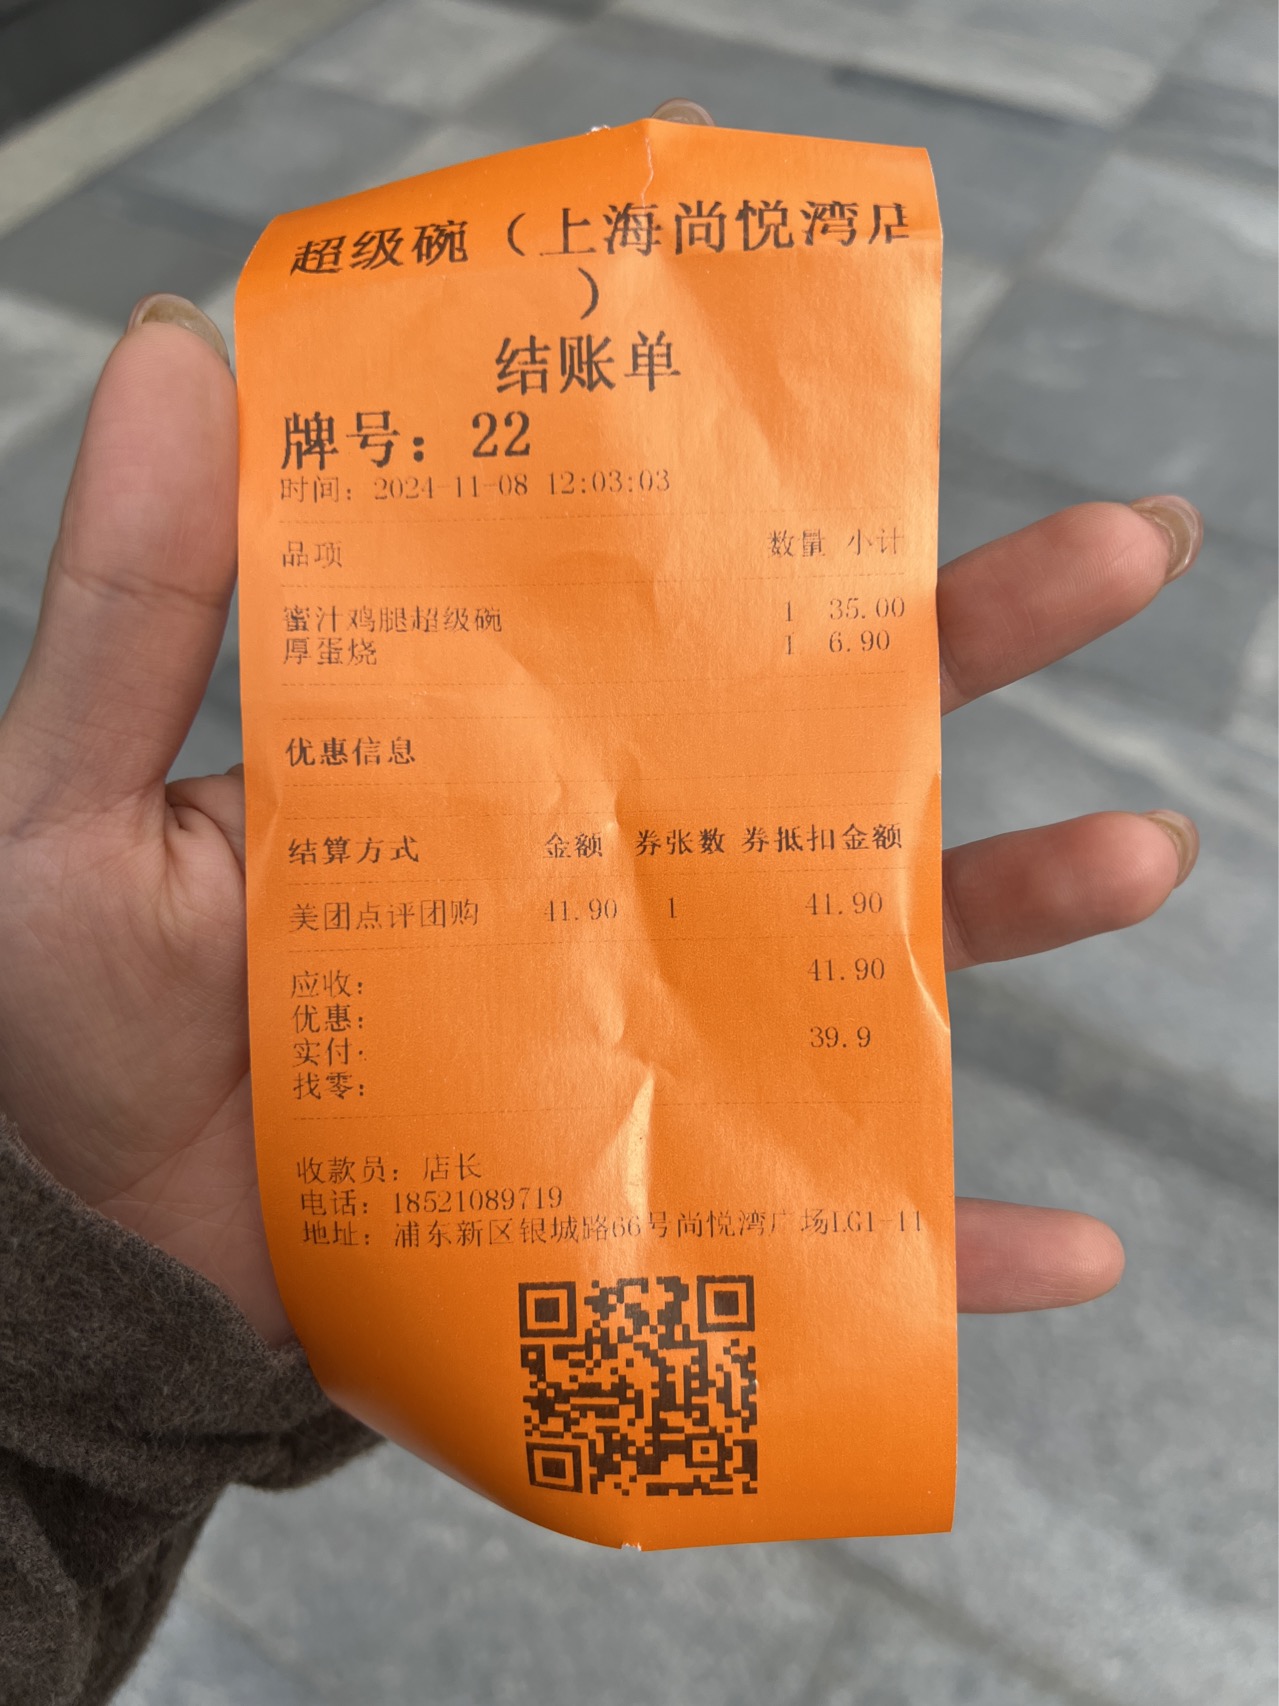 超级碗（上海尚悦湾店
）
结账单
牌号：22
时间：2024-11-08 12:03:03
品项 数量 小计
蜜汁鸡腿超级碗 1 35.00
厚蛋烧 1 6.90
优惠信息
结算方式 金额 券张数 券抵扣金额
美团点评团购 41.90 1 41.90
应收： 41.90
优惠：
实付： 39.9
找零：
收款员：店长
电话：18521089719
地址：浦东新区银城路66号尚悦湾广场LG1-11